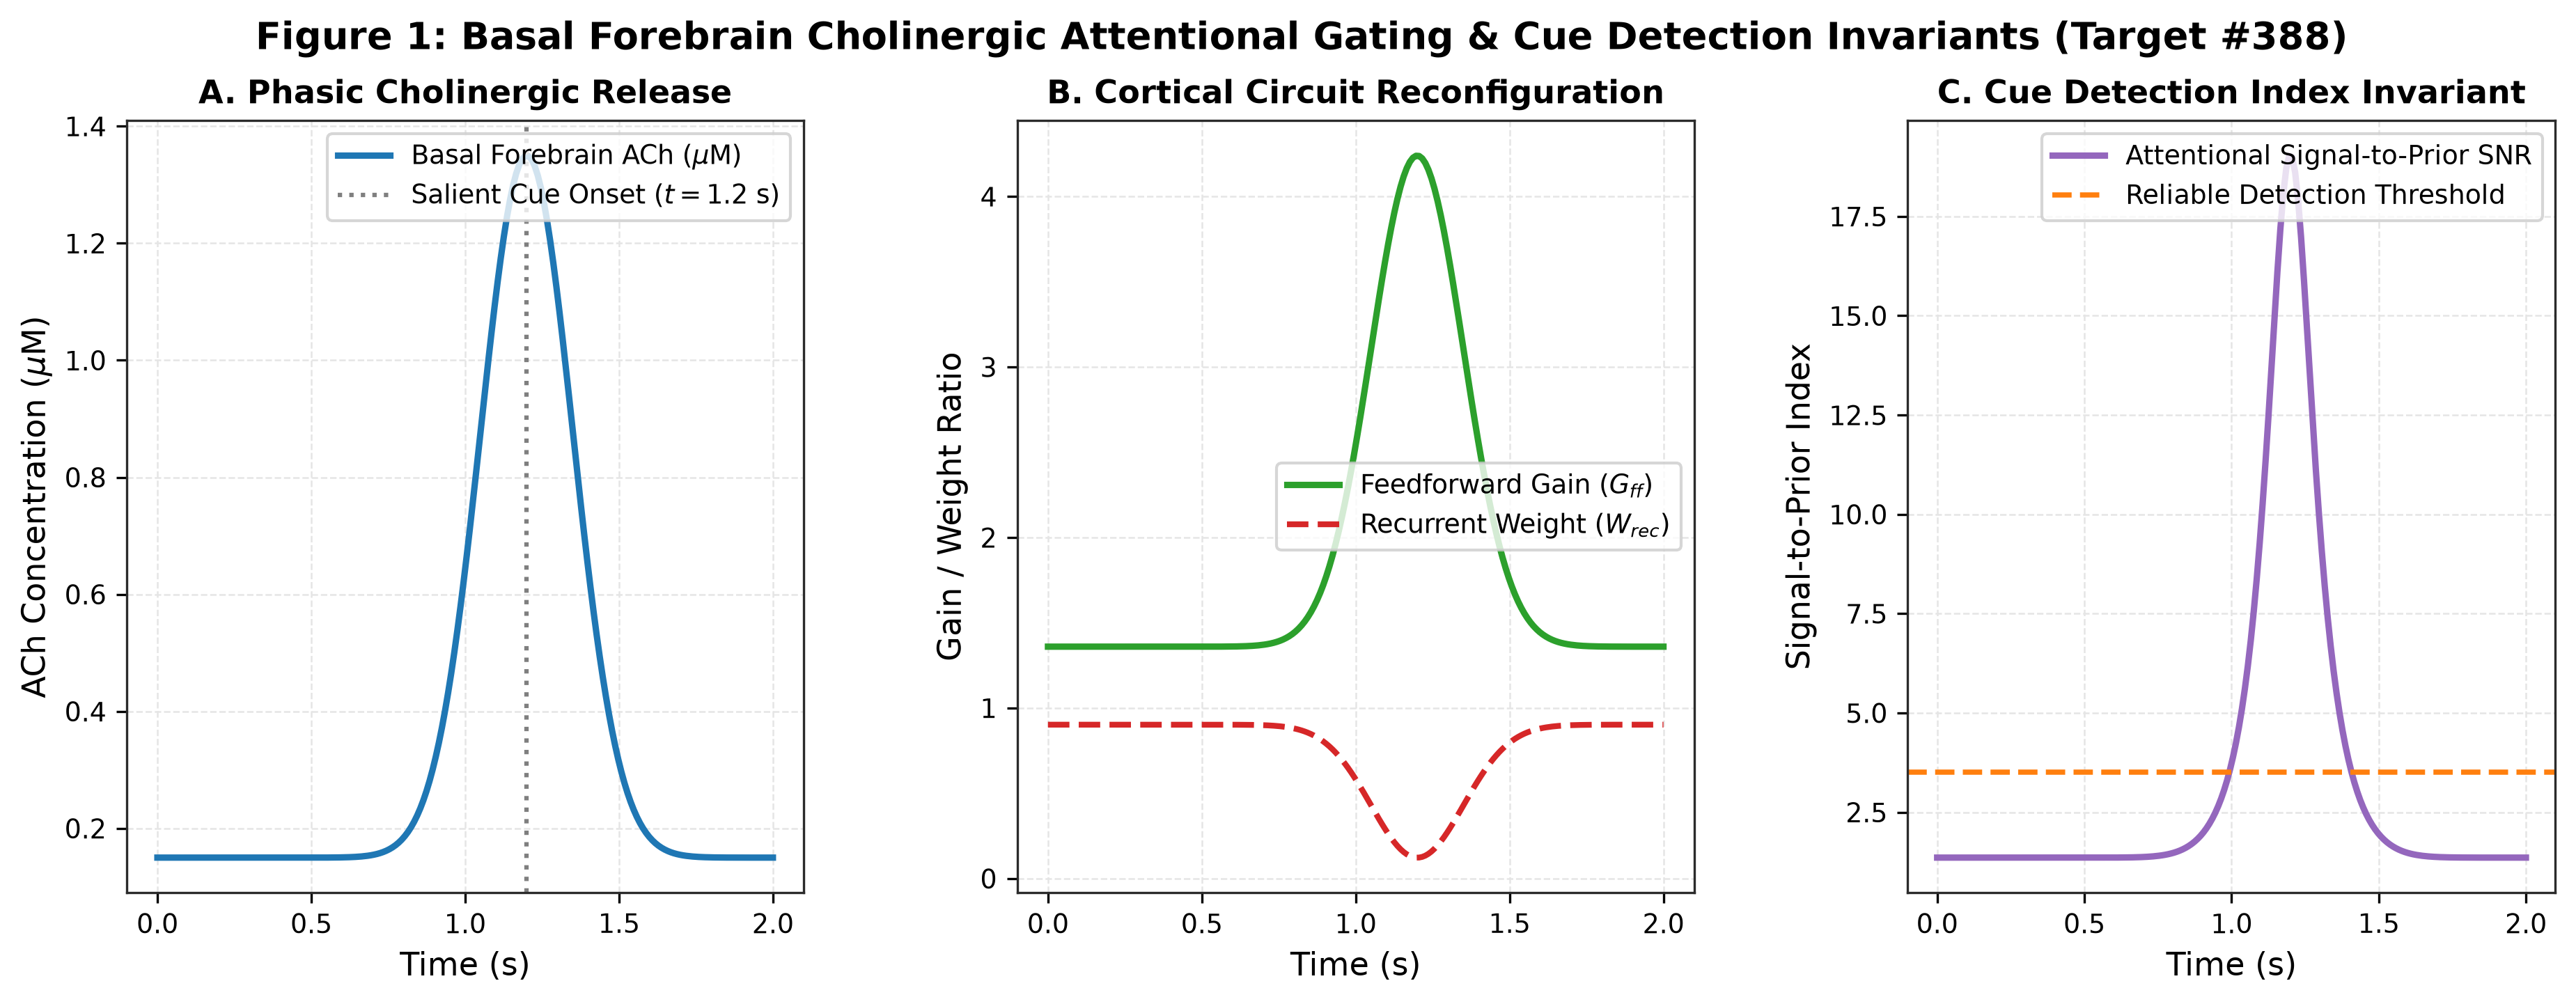 Figure 1: Basal Forebrain Cholinergic Attentional Gating & Cue Detection Invariants (Target #388)
A. Phasic Cholinergic Release
Basal Forebrain ACh (μM)
Salient Cue Onset (t = 1.2 s)
ACh Concentration (μM)
1.4
1.2
1.0
0.8
0.6
0.4
0.2
0.0 0.5 1.0 1.5 2.0
Time (s)
B. Cortical Circuit Reconfiguration
Feedforward Gain (G_ff)
Recurrent Weight (W_rec)
Gain / Weight Ratio
4
3
2
1
0
0.0 0.5 1.0 1.5 2.0
Time (s)
C. Cue Detection Index Invariant
Attentional Signal-to-Prior SNR
Reliable Detection Threshold
Signal-to-Prior Index
17.5
15.0
12.5
10.0
7.5
5.0
2.5
0.0 0.5 1.0 1.5 2.0
Time (s)